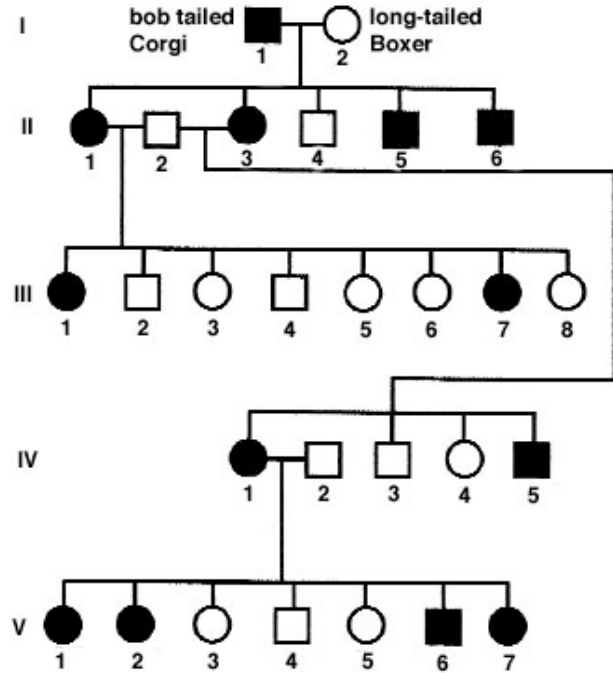 I
bob tailed
Corgi
1
2
long-tailed
Boxer
II
1 2 3 4 5 6
III
1 2 3 4 5 6 7 8
IV
1 2 3 4 5
V
1 2 3 4 5 6 7